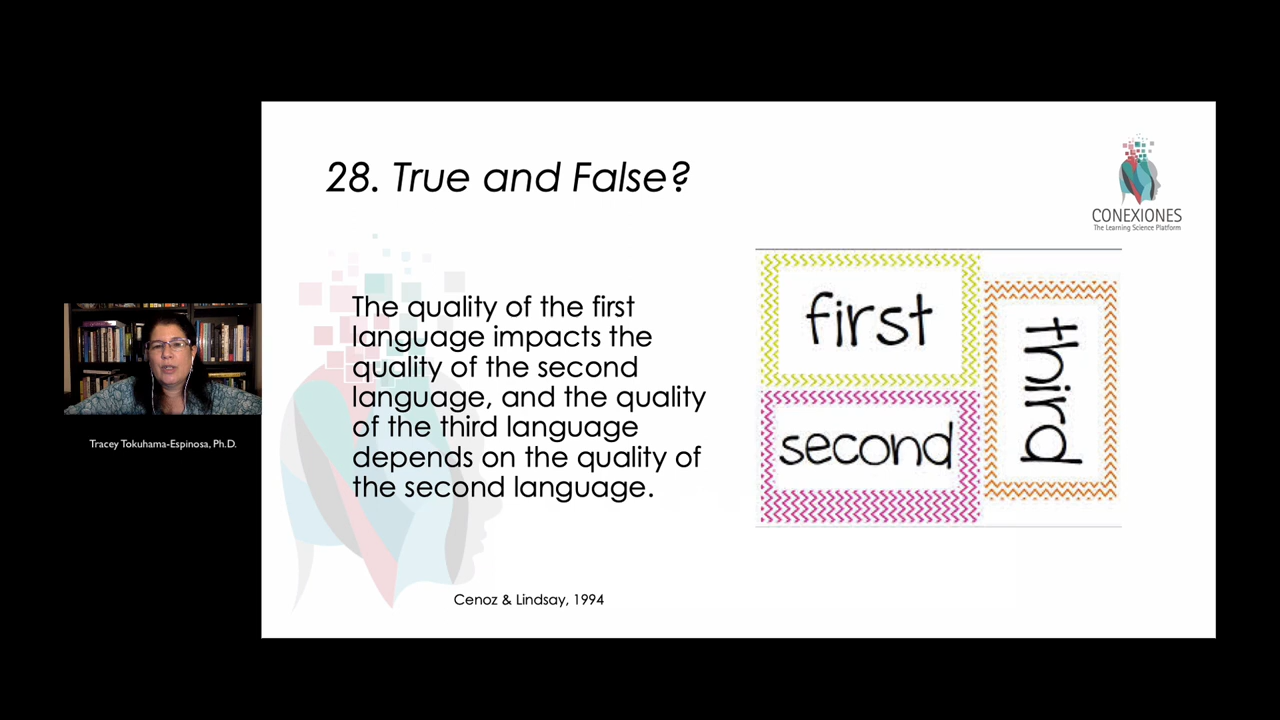 28. True and False?
CONEXIONES
The Learning Science Platform
The quality of the first
language impacts the
quality of the second
language, and the quality
of the third language
depends on the quality of
the second language.
first
second
third
Tracey Tokuhama-Espinosa, Ph.D.
Cenoz & Lindsay, 1994